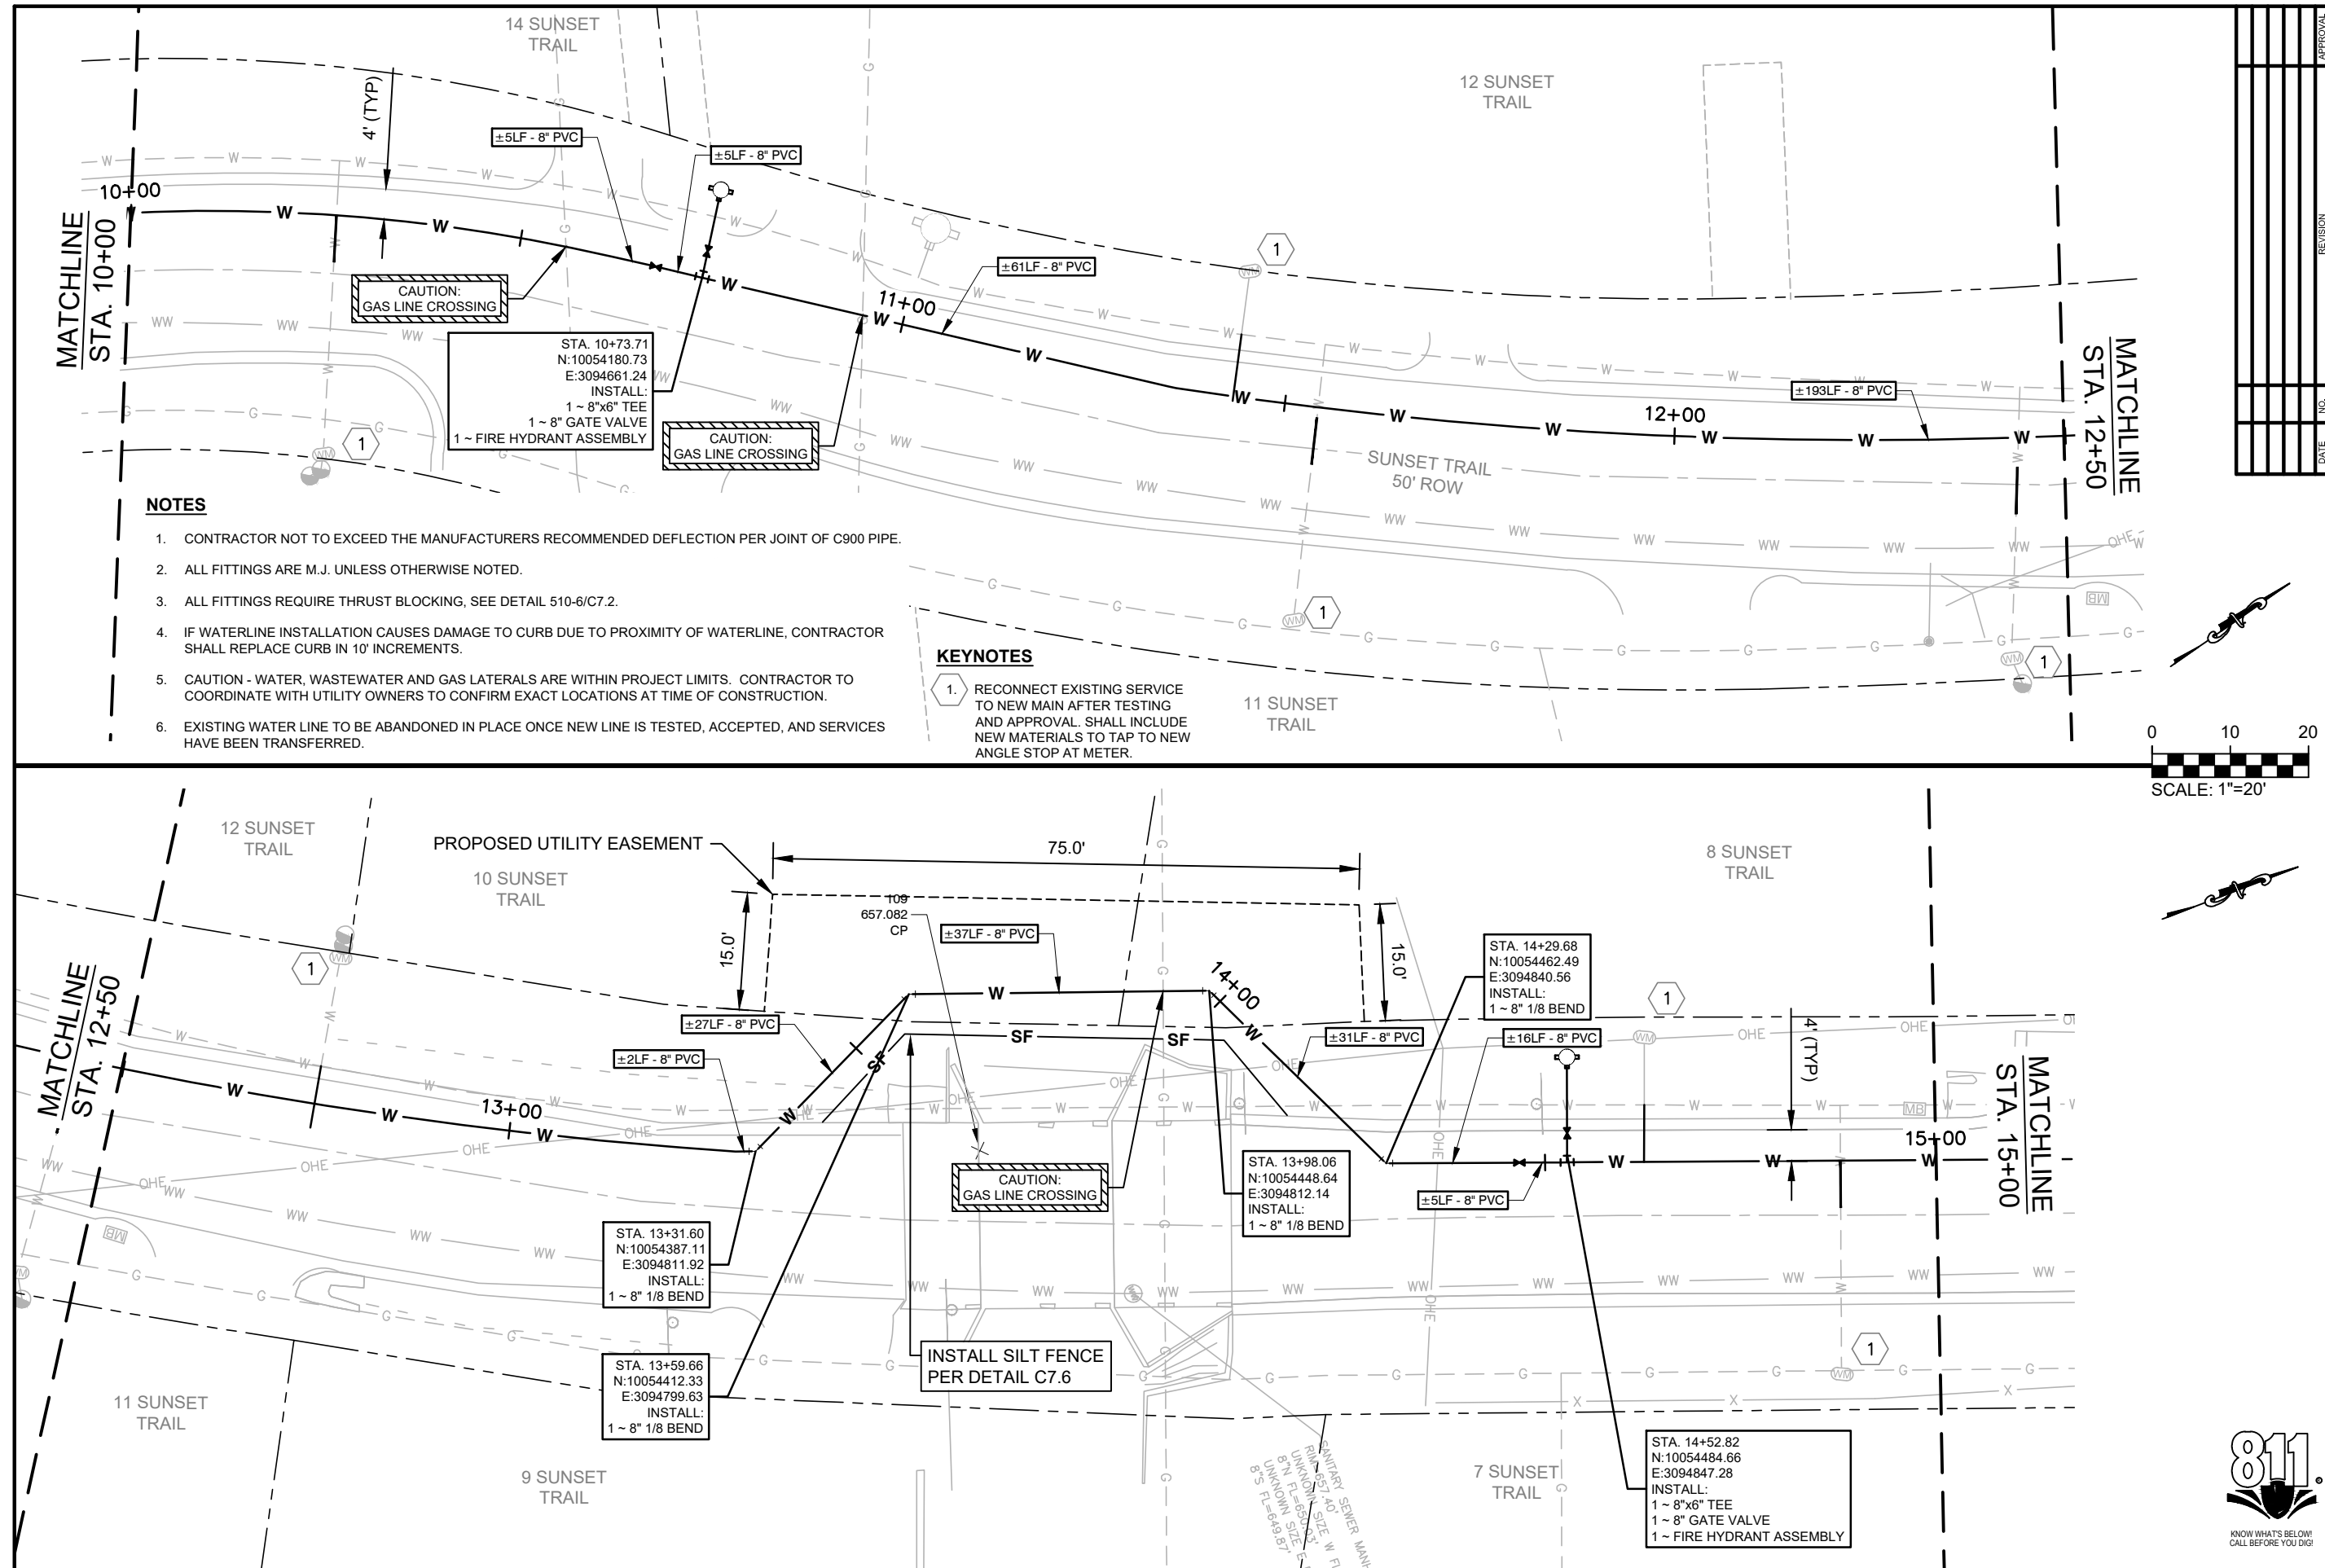 14 SUNSET
TRAIL
12 SUNSET
TRAIL
4' (TYP)
±5LF - 8" PVC
±5LF - 8" PVC
10+00
MATCHLINE
STA. 10+00
CAUTION:
GAS LINE CROSSING
±61LF - 8" PVC
11+00
1
STA. 10+73.71
N:10054180.73
E:3094661.24
INSTALL:
1 ~ 8"x6" TEE
1 ~ 8" GATE VALVE
1 ~ FIRE HYDRANT ASSEMBLY
CAUTION:
GAS LINE CROSSING
1
12+00
±193LF - 8" PVC
MATCHLINE
STA. 12+50
SUNSET TRAIL
50' ROW
NOTES
1. CONTRACTOR NOT TO EXCEED THE MANUFACTURERS RECOMMENDED DEFLECTION PER JOINT OF C900 PIPE.
2. ALL FITTINGS ARE M.J. UNLESS OTHERWISE NOTED.
3. ALL FITTINGS REQUIRE THRUST BLOCKING, SEE DETAIL 510-6/C7.2.
4. IF WATERLINE INSTALLATION CAUSES DAMAGE TO CURB DUE TO PROXIMITY OF WATERLINE, CONTRACTOR
SHALL REPLACE CURB IN 10' INCREMENTS.
5. CAUTION - WATER, WASTEWATER AND GAS LATERALS ARE WITHIN PROJECT LIMITS. CONTRACTOR TO
COORDINATE WITH UTILITY OWNERS TO CONFIRM EXACT LOCATIONS AT TIME OF CONSTRUCTION.
6. EXISTING WATER LINE TO BE ABANDONED IN PLACE ONCE NEW LINE IS TESTED, ACCEPTED, AND SERVICES
HAVE BEEN TRANSFERRED.
KEYNOTES
1. RECONNECT EXISTING SERVICE
TO NEW MAIN AFTER TESTING
AND APPROVAL. SHALL INCLUDE
NEW MATERIALS TO TAP TO NEW
ANGLE STOP AT METER.
1
1
11 SUNSET
TRAIL
MB
OHE
APPROVAL
REVISION
NO.
DATE
0 10 20
SCALE: 1"=20'
12 SUNSET
TRAIL
PROPOSED UTILITY EASEMENT
75.0'
8 SUNSET
TRAIL
10 SUNSET
TRAIL
109
657.082
CP
15.0'
±37LF - 8" PVC
14+00
15.0'
STA. 14+29.68
N:10054462.49
E:3094840.56
INSTALL:
1 ~ 8" 1/8 BEND
1
1
MATCHLINE
STA. 12+50
±27LF - 8" PVC
±2LF - 8" PVC
SF
SF
SF
±31LF - 8" PVC
±16LF - 8" PVC
4' (TYP)
13+00
15+00
MATCHLINE
STA. 15+00
CAUTION:
GAS LINE CROSSING
STA. 13+98.06
N:10054448.64
E:3094812.14
INSTALL:
1 ~ 8" 1/8 BEND
±5LF - 8" PVC
STA. 13+31.60
N:10054387.11
E:3094811.92
INSTALL:
1 ~ 8" 1/8 BEND
INSTALL SILT FENCE
PER DETAIL C7.6
1
STA. 13+59.66
N:10054412.33
E:3094799.63
INSTALL:
1 ~ 8" 1/8 BEND
11 SUNSET
TRAIL
9 SUNSET
TRAIL
SANITARY SEWER
RIM=657.40'
7 SUNSET
TRAIL
STA. 14+52.82
N:10054484.66
E:3094847.28
INSTALL:
1 ~ 8"x6" TEE
1 ~ 8" GATE VALVE
1 ~ FIRE HYDRANT ASSEMBLY
811
KNOW WHAT'S BELOW!
CALL BEFORE YOU DIG!